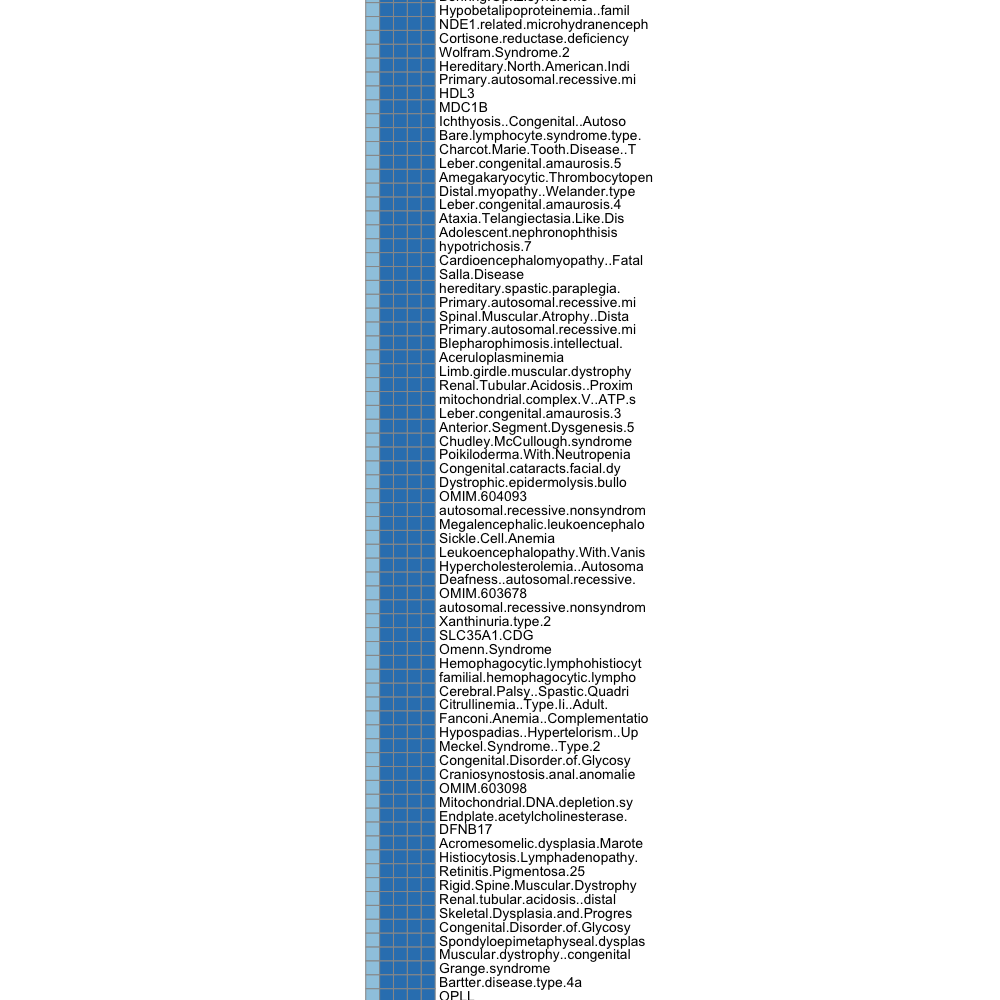 Hypobetalipoproteinemia..famil
NDE1.related.microhydranenceph
Cortisone.reductase.deficiency
Wolfram.Syndrome.2
Hereditary.North.American.Indi
Primary.autosomal.recessive.mi
HDL3
MDC1B
Ichthyosis..Congenital..Autoso
Bare.lymphocyte.syndrome.type.
Charcot.Marie.Tooth.Disease..T
Leber.congenital.amaurosis.5
Amegakaryocytic.Thrombocytopen
Distal.myopathy..Welander.type
Leber.congenital.amaurosis.4
Ataxia.Telangiectasia.Like.Dis
Adolescent.nephronophthisis
hypotrichosis.7
Cardioencephalomyopathy..Fatal
Salla.Disease
hereditary.spastic.paraplegia.
Primary.autosomal.recessive.mi
Spinal.Muscular.Atrophy..Dista
Primary.autosomal.recessive.mi
Blepharophimosis.intellectual.
Aceruloplasminemia
Limb.girdle.muscular.dystrophy
Renal.Tubular.Acidosis..Proxim
mitochondrial.complex.V..ATP.s
Leber.congenital.amaurosis.3
Anterior.Segment.Dysgenesis.5
Chudley.McCullough.syndrome
Poikiloderma.With.Neutropenia
Congenital.cataracts.facial.dy
Dystrophic.epidermolysis.bullo
OMIM.604093
autosomal.recessive.nonsyndrom
Megalencephalic.leukoencephalo
Sickle.Cell.Anemia
Leukoencephalopathy.With.Vanis
Hypercholesterolemia..Autosoma
Deafness..autosomal.recessive.
OMIM.603678
autosomal.recessive.nonsyndrom
Xanthinuria.type.2
SLC35A1.CDG
Omenn.Syndrome
Hemophagocytic.lymphohistiocyt
familial.hemophagocytic.lympho
Cerebral.Palsy..Spastic.Quadri
Citrullinemia..Type.Ii..Adult.
Fanconi.Anemia..Complementatio
Hypospadias..Hypertelorism..Up
Meckel.Syndrome..Type.2
Congenital.Disorder.of.Glycosy
Craniosynostosis.anal.anomalie
OMIM.603098
Mitochondrial.DNA.depletion.sy
Endplate.acetylcholinesterase.
DFNB17
Acromesomelic.dysplasia.Marote
Histiocytosis.Lymphadenopathy.
Retinitis.Pigmentosa.25
Rigid.Spine.Muscular.Dystrophy
Renal.tubular.acidosis..distal
Skeletal.Dysplasia.and.Progres
Congenital.Disorder.of.Glycosy
Spondyloepimetaphyseal.dysplas
Muscular.dystrophy..congenital
Grange.syndrome
Bartter.disease.type.4a
OPLL